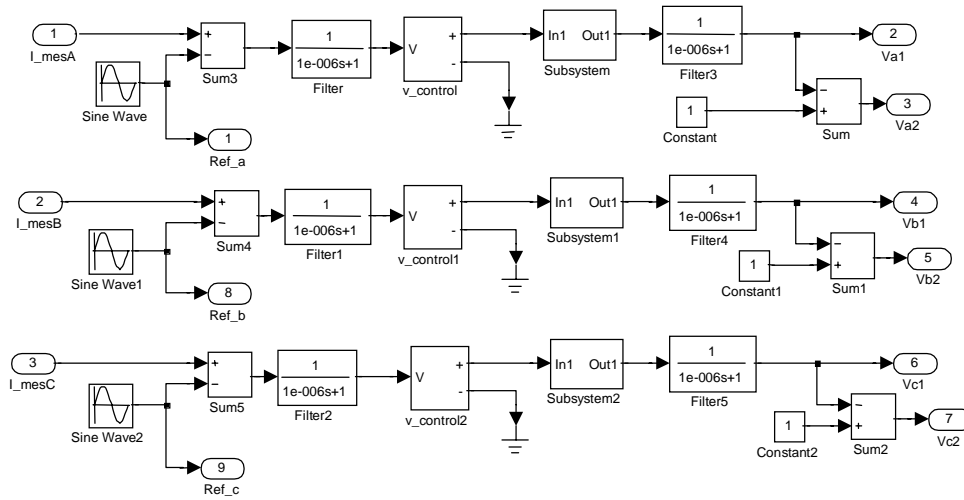 1
I_mesA
+
−
Sum3
Sine Wave
1
Ref_a
1
1e-006s+1
Filter
V
+
-
v_control
In1 Out1
Subsystem
1
1e-006s+1
Filter3
1
Constant
−
+
Sum
2
Va1
3
Va2
2
I_mesB
+
−
Sum4
Sine Wave1
8
Ref_b
1
1e-006s+1
Filter1
V
+
-
v_control1
In1 Out1
Subsystem1
1
1e-006s+1
Filter4
1
Constant1
−
+
Sum1
4
Vb1
5
Vb2
3
I_mesC
+
−
Sum5
Sine Wave2
9
Ref_c
1
1e-006s+1
Filter2
V
+
-
v_control2
In1 Out1
Subsystem2
1
1e-006s+1
Filter5
1
Constant2
−
+
Sum2
6
Vc1
7
Vc2